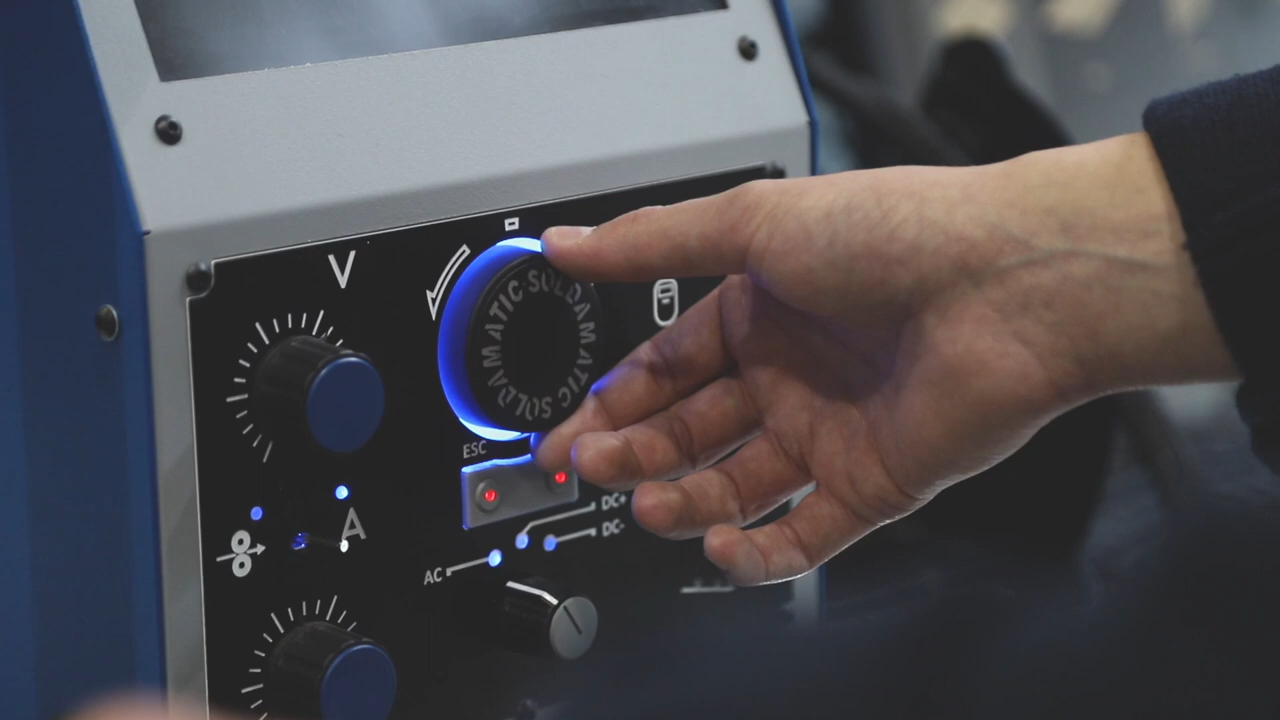 V
SOLDAMATIC SOLDAMATIC
ESC
A
DC+
DC-
AC